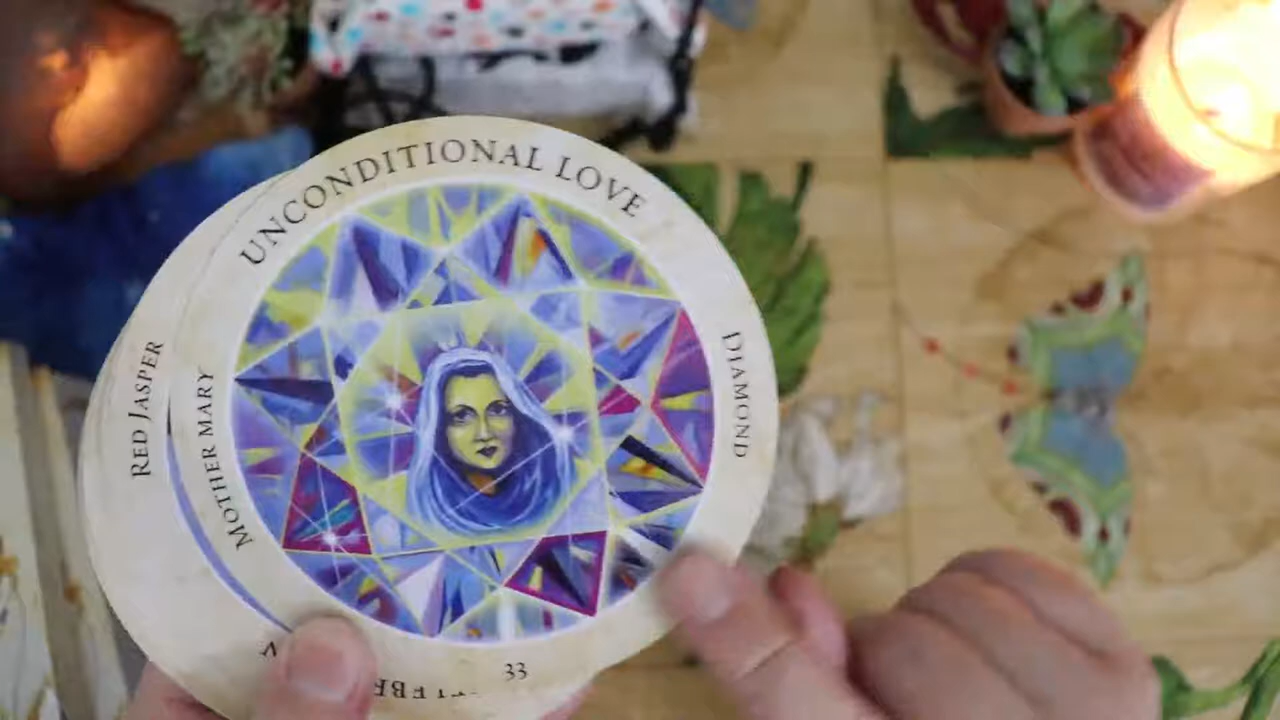 UNCONDITIONAL LOVE
RED JASPER
MOTHER MARY
DIAMOND
33